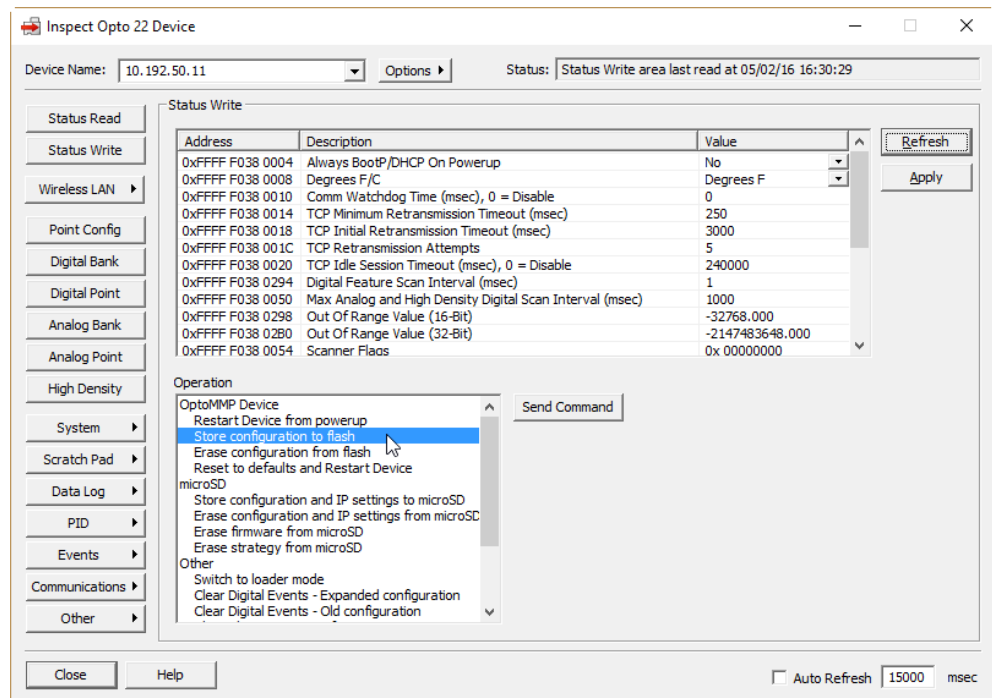 Inspect Opto 22 Device
Device Name: 10.192.50.11 Options Status: Status Write area last read at 05/02/16 16:30:29
Status Read
Status Write
Wireless LAN
Point Config
Digital Bank
Digital Point
Analog Bank
Analog Point
High Density
System
Scratch Pad
Data Log
PID
Events
Communications
Other
Status Write
Address Description Value
0xFFFF F038 0004 Always BootP/DHCP On Powerup No
0xFFFF F038 0008 Degrees F/C Degrees F
0xFFFF F038 0010 Comm Watchdog Time (msec), 0 = Disable 0
0xFFFF F038 0014 TCP Minimum Retransmission Timeout (msec) 250
0xFFFF F038 0018 TCP Initial Retransmission Timeout (msec) 3000
0xFFFF F038 001C TCP Retransmission Attempts 5
0xFFFF F038 0020 TCP Idle Session Timeout (msec), 0 = Disable 240000
0xFFFF F038 0294 Digital Feature Scan Interval (msec) 1
0xFFFF F038 0050 Max Analog and High Density Digital Scan Interval (msec) 1000
0xFFFF F038 0298 Out Of Range Value (16-Bit) -32768.000
0xFFFF F038 02B0 Out Of Range Value (32-Bit) -2147483648.000
0xFFFF F038 0054 Scanner Flags 0x 00000000
Refresh
Apply
Operation
OptoMMP Device
Restart Device from powerup
Store configuration to flash
Erase configuration from flash
Reset to defaults and Restart Device
microSD
Store configuration and IP settings to microSD
Erase configuration and IP settings from microSD
Erase firmware from microSD
Erase strategy from microSD
Other
Switch to loader mode
Clear Digital Events - Expanded configuration
Clear Digital Events - Old configuration
Send Command
Close Help Auto Refresh 15000 msec